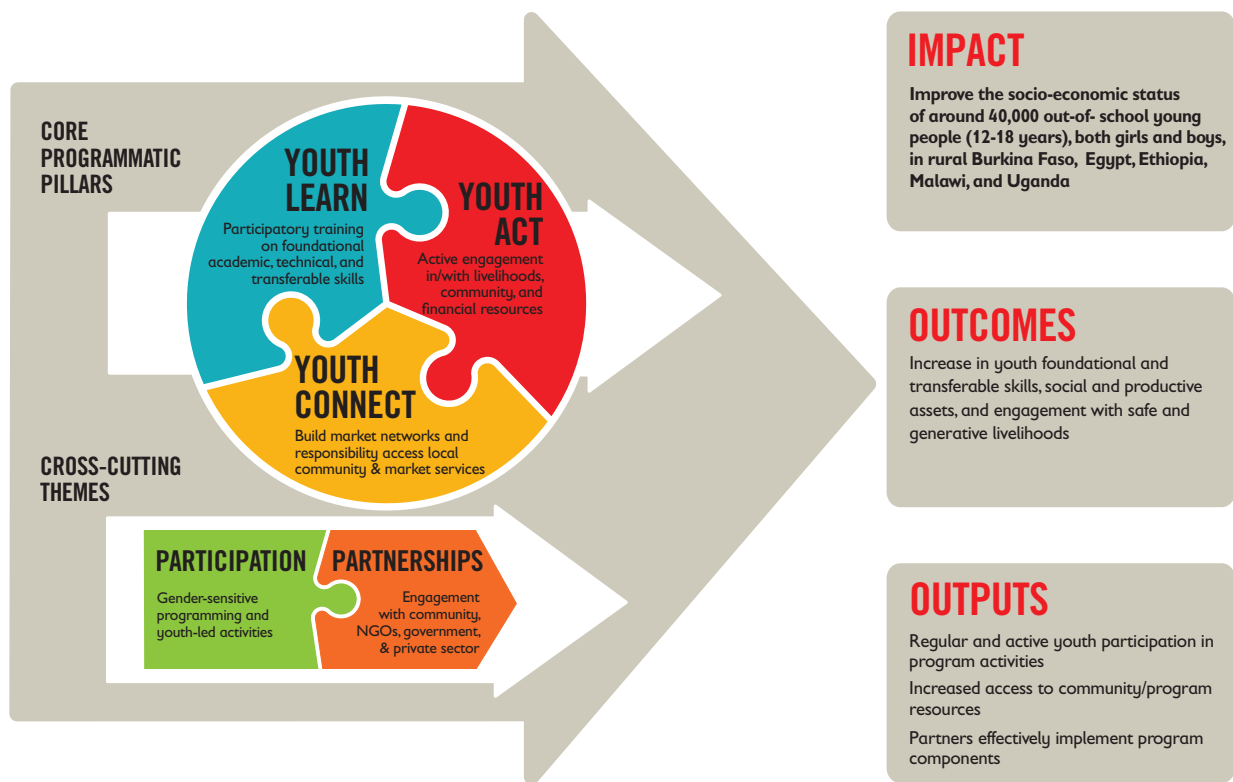 CORE
PROGRAMMATIC
PILLARS
YOUTH
LEARN
Participatory training
on foundational
academic, technical, and
transferable skills
YOUTH
ACT
Active engagement
in/with livelihoods,
community, and
financial resources
YOUTH
CONNECT
Build market networks and
responsibility access local
community & market services
CROSS-CUTTING
THEMES
PARTICIPATION
Gender-sensitive
programming and
youth-led activities
PARTNERSHIPS
Engagement
with community,
NGOs, government,
& private sector
IMPACT
Improve the socio-economic status
of around 40,000 out-of- school young
people (12-18 years), both girls and boys,
in rural Burkina Faso, Egypt, Ethiopia,
Malawi, and Uganda
OUTCOMES
Increase in youth foundational and
transferable skills, social and productive
assets, and engagement with safe and
generative livelihoods
OUTPUTS
Regular and active youth participation in
program activities
Increased access to community/program
resources
Partners effectively implement program
components